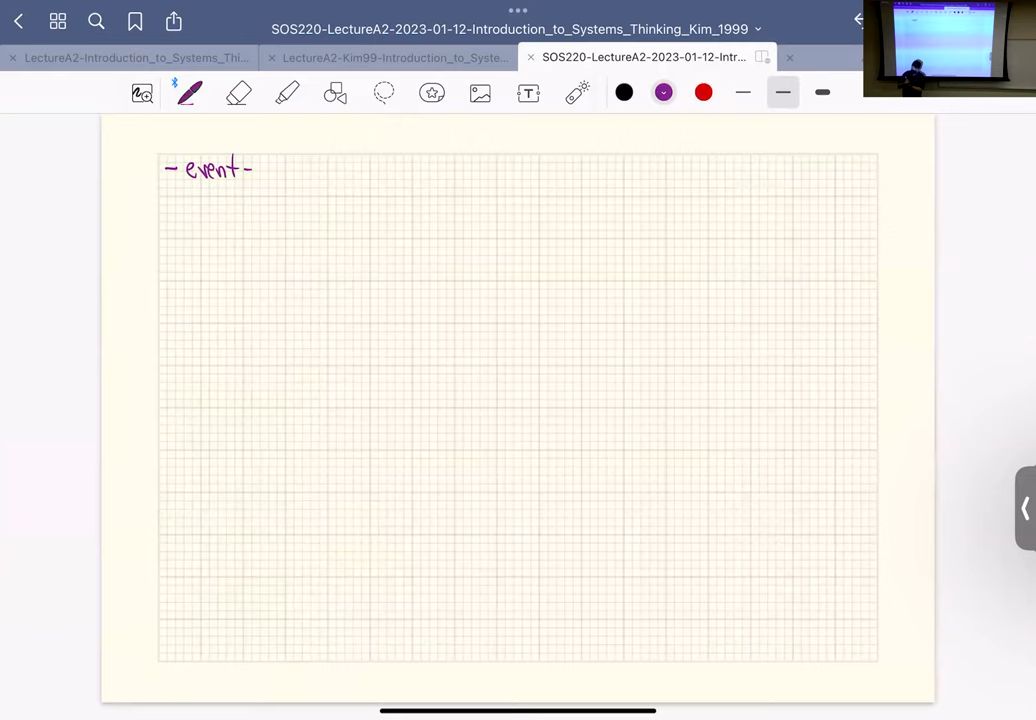 SOS220-LectureA2-2023-01-12-Introduction_to_Systems_Thinking_Kim_1999
LectureA2-Introduction_to_Systems_Thi...
LectureA2-Kim99-Introduction_to_Syste...
SOS220-LectureA2-2023-01-12-Intr...
T
- event -